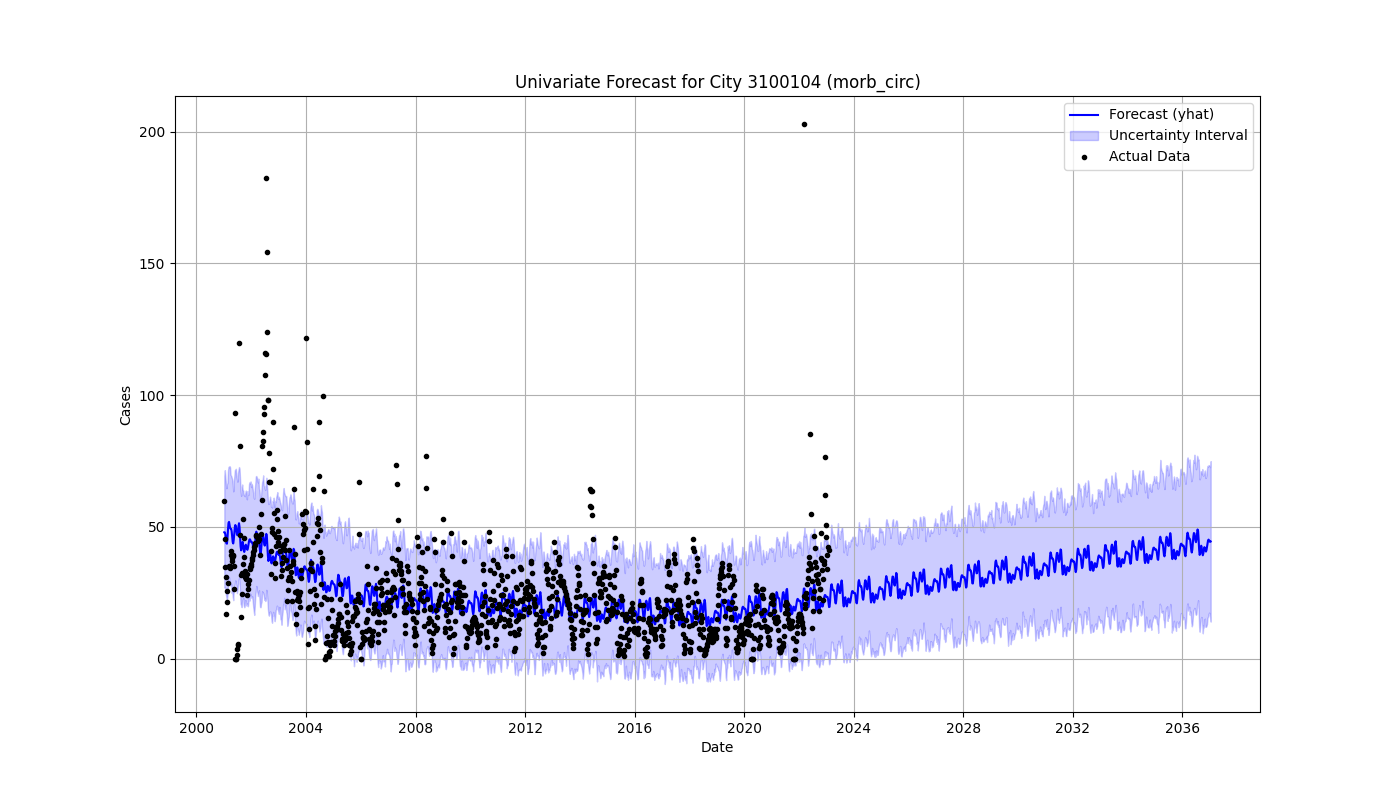 Univariate Forecast for City 3100104 (morb_circ)
Forecast (yhat)
Uncertainty Interval
Actual Data
200
150
100
50
0
Cases
2000 2004 2008 2012 2016 2020 2024 2028 2032 2036
Date